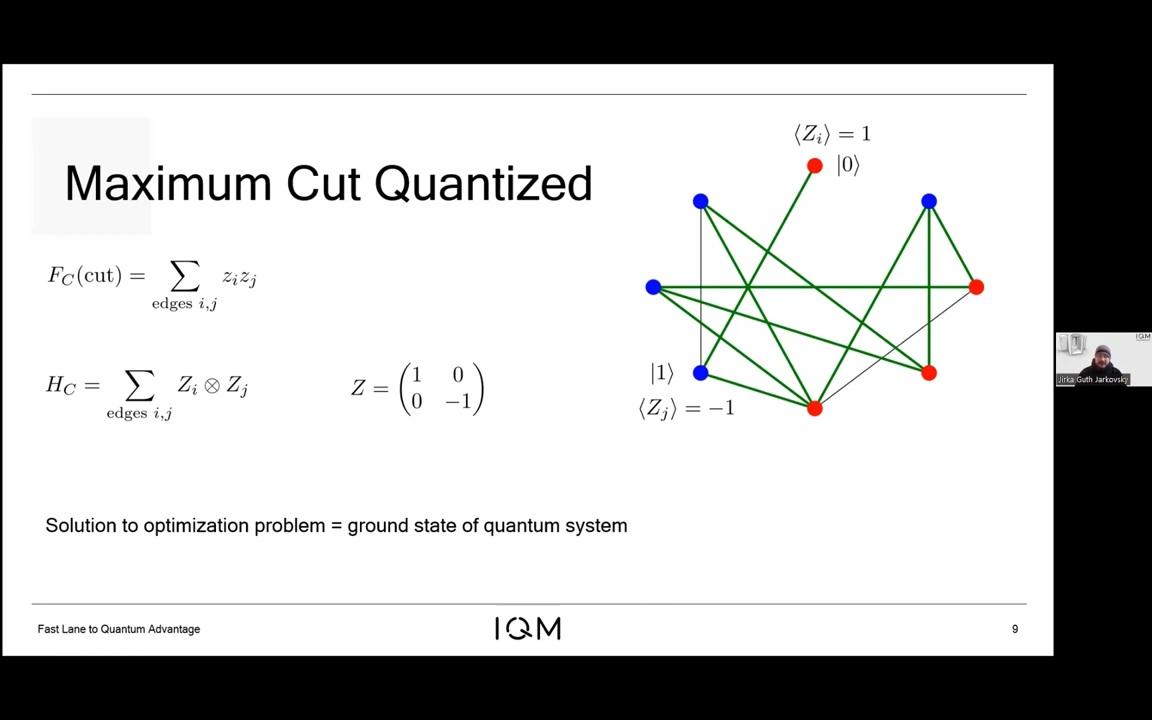 Maximum Cut Quantized
F_C(cut) = ∑ z_i z_j
edges i,j
H_C = ∑ Z_i ⊗ Z_j
edges i,j
Z = ( 1 0
0 −1 )
⟨Z_i⟩ = 1
|0⟩
|1⟩
⟨Z_j⟩ = −1
Solution to optimization problem = ground state of quantum system
Fast Lane to Quantum Advantage
IQM
9
IQM
Jirka Guth Jarkovsky